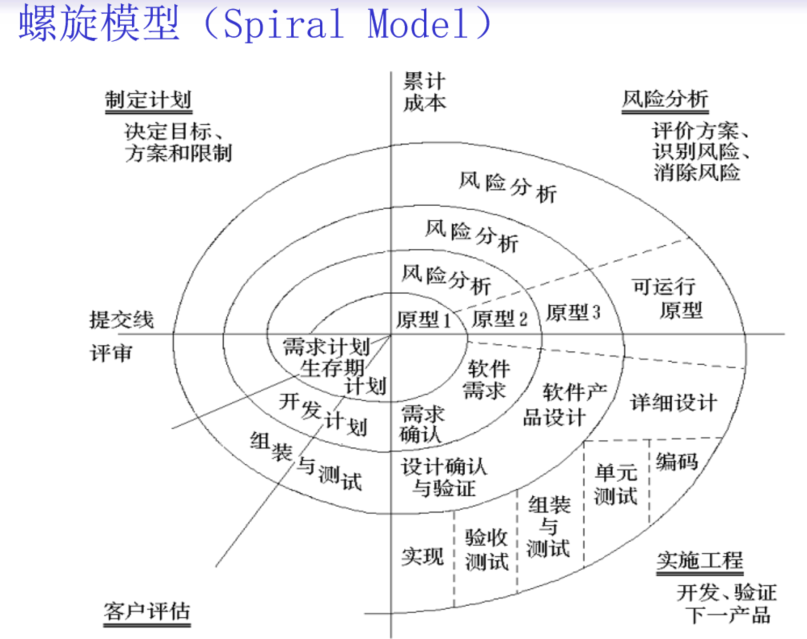 螺旋模型（Spiral Model）
累计
成本
制定计划
决定目标、
方案和限制
风险分析
评价方案、
识别风险、
消除风险
风险分析
风险分析
风险分析
可运行
原型
原型1
原型2
原型3
提交线
评审
需求计划
生存期
计划
开发计划
组装与测试
软件
需求
需求
确认
软件产
品设计
详细设计
设计确认
与验证
编码
单元
测试
组装
与
测试
验收
测试
实现
实施工程
开发、验证
下一产品
客户评估